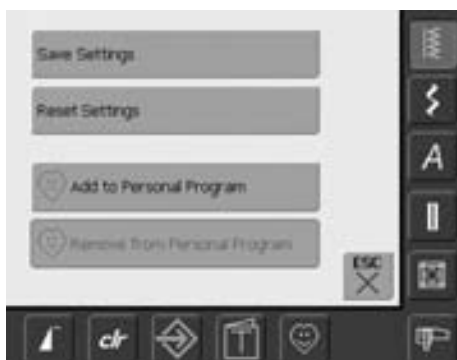 Save Settings
Reset Settings
Add to Personal Program
Remove from Personal Program
ESC
A
clr